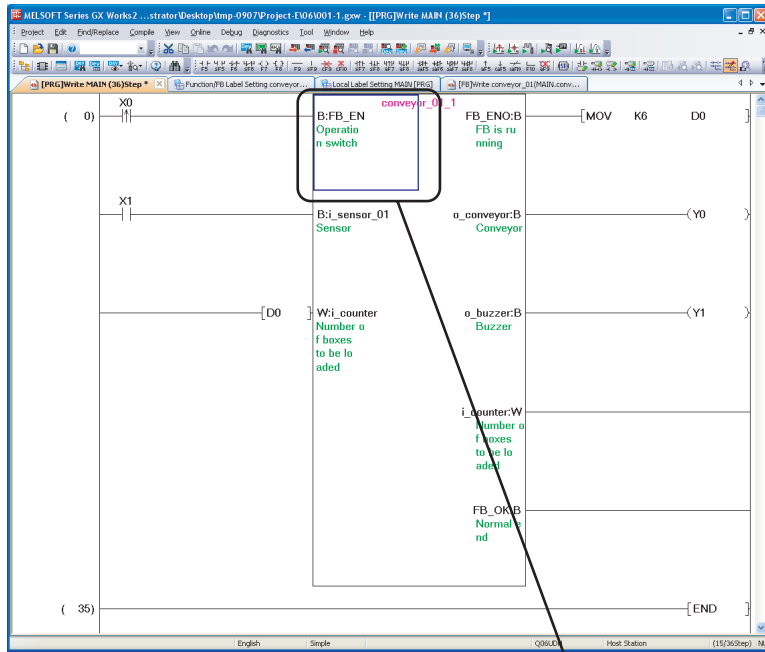 MELSOFT Series GX Works2 ...strator\Desktop\tmp-0907\Project-E\06\001-1.gxw - [[PRG]Write MAIN (36)Step *]
Project Edit Find/Replace Compile View Online Debug Diagnostics Tool Window Help
[PRG]Write MAIN (36)Step * Function/FB Label Setting conveyor... Local Label Setting MAIN [PRG] [FB]Write conveyor_01(MAIN.conv...
X0 conveyor_01_1
( 0) B:FB_EN FB_ENO:B MOV K6 D0
Operatio FB is ru
n switch nning
X1
B:i_sensor_01 o_conveyor:B Y0
Sensor Conveyor
D0 W:i_counter o_buzzer:B Y1
Number o Buzzer
f boxes
to be lo
aded
i_counter:W
Number o
f boxes
to be lo
aded
FB_OK:B
Normal e
nd
( 35) END
English Simple Host Station (15/36Step)